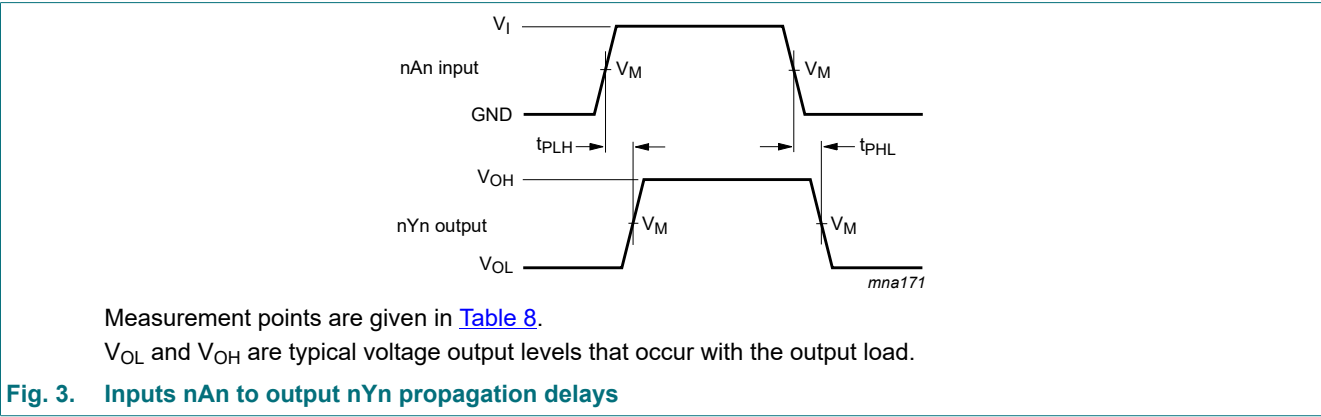 VI
nAn input
VM
VM
GND
tPLH
tPHL
VOH
nYn output
VM
VM
VOL
mna171
Measurement points are given in Table 8.
VOL and VOH are typical voltage output levels that occur with the output load.
Fig. 3. Inputs nAn to output nYn propagation delays